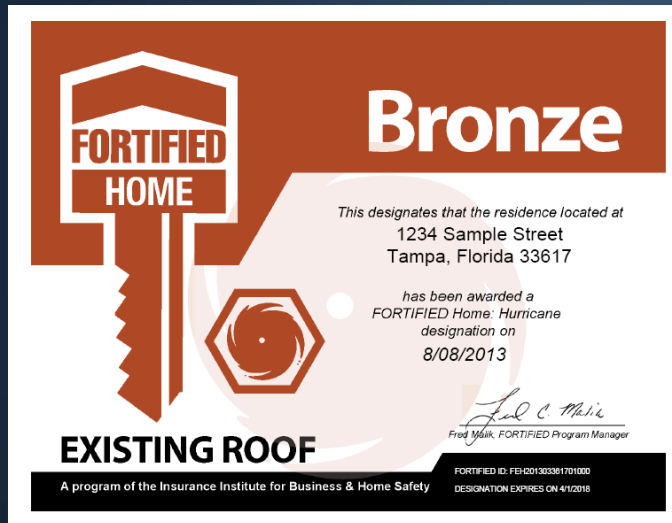 FORTIFIED
HOME
Bronze
This designates that the residence located at
1234 Sample Street
Tampa, Florida 33617
has been awarded a
FORTIFIED Home: Hurricane
designation on
8/08/2013
Fred C. Malik
Fred Malik, FORTIFIED Program Manager
EXISTING ROOF
A program of the Insurance Institute for Business & Home Safety
FORTIFIED ID: FEH201303361701000
DESIGNATION EXPIRES ON 4/1/2018